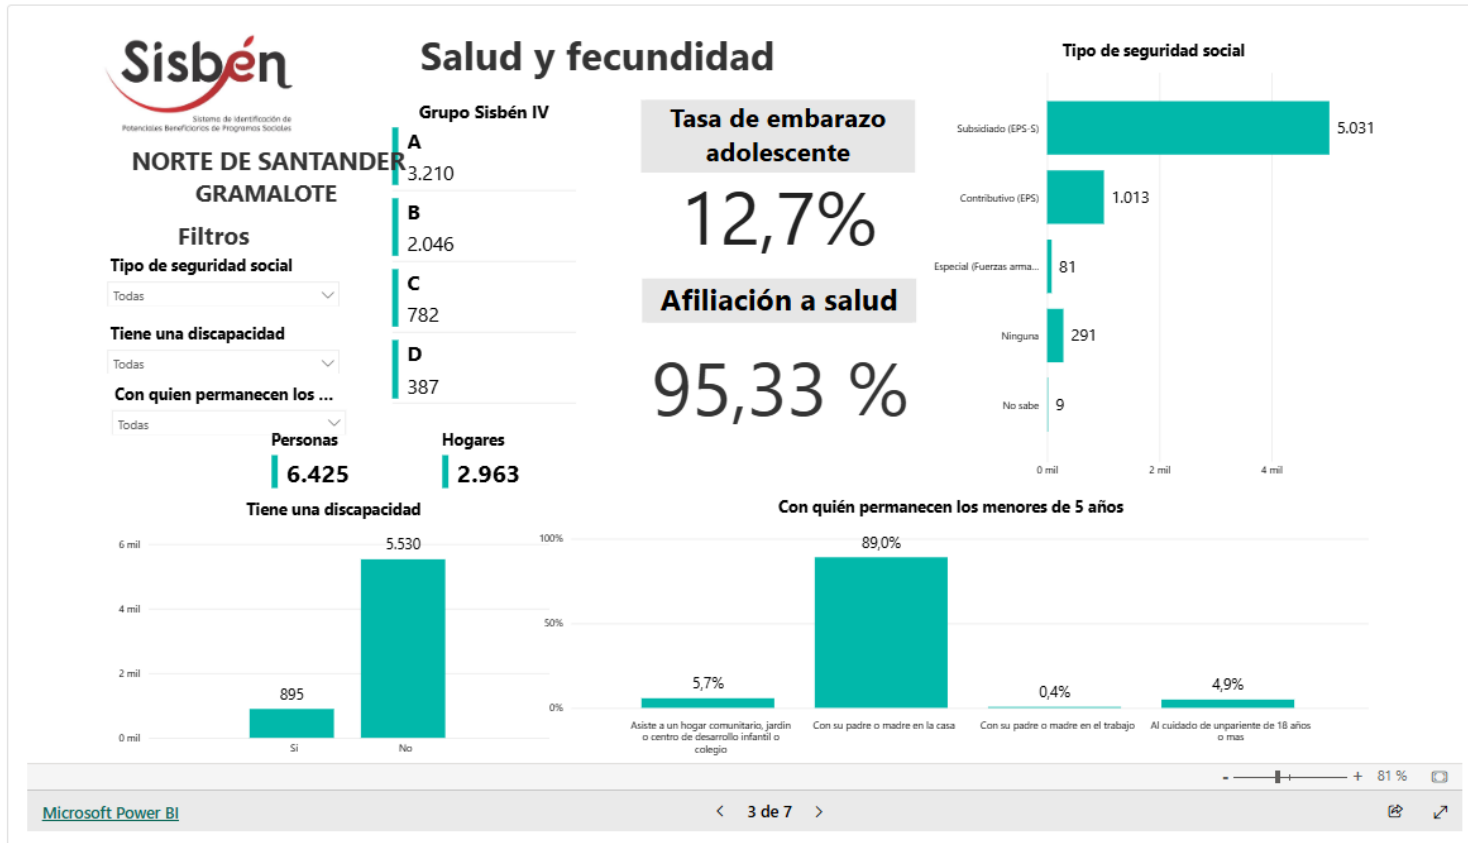 Sisbén
Sistema de Identificación de
Potenciales Beneficiarios de Programas Sociales
NORTE DE SANTANDER
GRAMALOTE
Filtros
Tipo de seguridad social
Todas
Tiene una discapacidad
Todas
Con quien permanecen los ...
Todas
Salud y fecundidad
Grupo Sisbén IV
A
3.210
B
2.046
C
782
D
387
Personas
6.425
Hogares
2.963
Tasa de embarazo
adolescente
12,7%
Afiliación a salud
95,33 %
Tipo de seguridad social
Subsidiado (EPS-S)
5.031
Contributivo (EPS)
1.013
Especial (Fuerzas arma...
81
Ninguna
291
No sabe
9
0 mil
2 mil
4 mil
Tiene una discapacidad
6 mil
4 mil
2 mil
0 mil
895
5.530
Si
No
Con quién permanecen los menores de 5 años
100%
50%
0%
5,7%
89,0%
0,4%
4,9%
Asiste a un hogar comunitario, jardin
o centro de desarrollo infantil o
colegio
Con su padre o madre en la casa
Con su padre o madre en el trabajo
Al cuidado de unpariente de 18 años
o mas
- + 81 %
Microsoft Power BI
< 3 de 7 >